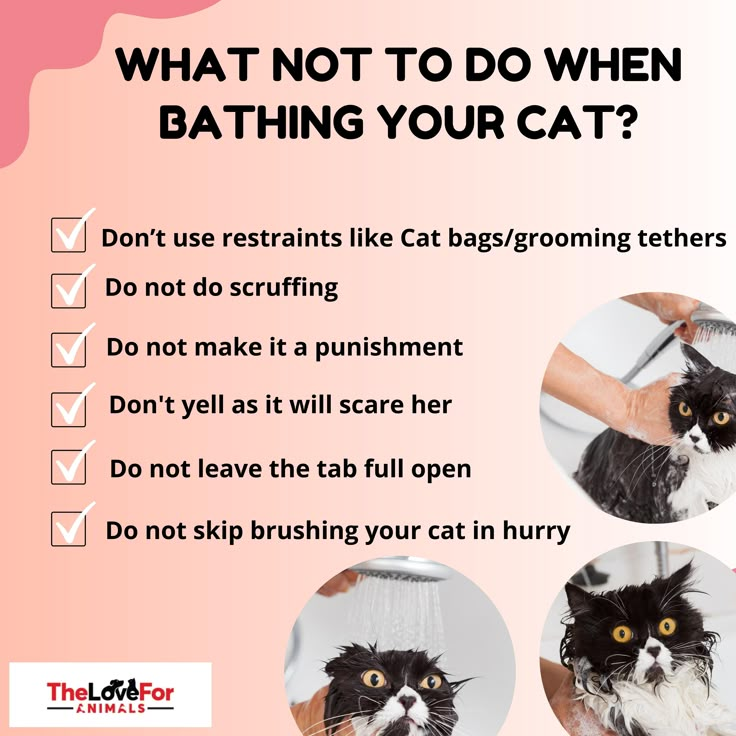 WHAT NOT TO DO WHEN
BATHING YOUR CAT?
Don’t use restraints like Cat bags/grooming tethers
Do not do scruffing
Do not make it a punishment
Don't yell as it will scare her
Do not leave the tab full open
Do not skip brushing your cat in hurry
TheLoveFor
ANIMALS